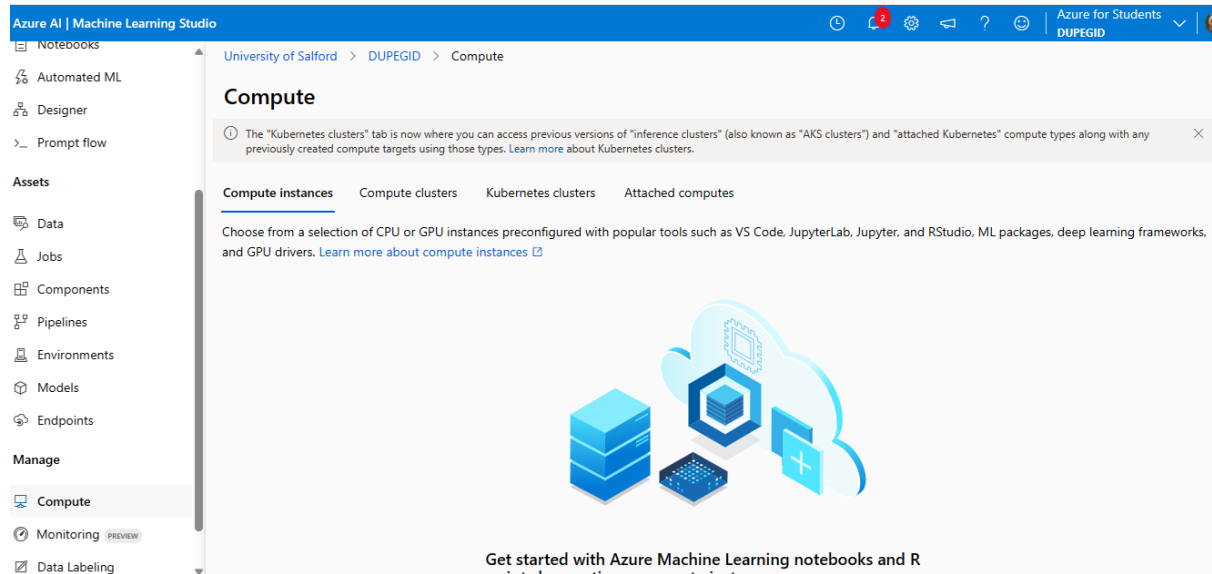 Azure AI | Machine Learning Studio
2
Azure for Students
DUPEGID
Notebooks
Automated ML
Designer
>_ Prompt flow
Assets
Data
Jobs
Components
Pipelines
Environments
Models
Endpoints
Manage
Compute
Monitoring PREVIEW
Data Labeling
University of Salford > DUPEGID > Compute
Compute
The "Kubernetes clusters" tab is now where you can access previous versions of "inference clusters" (also known as "AKS clusters") and "attached Kubernetes" compute types along with any
previously created compute targets using those types. Learn more about Kubernetes clusters.
Compute instances Compute clusters Kubernetes clusters Attached computes
Choose from a selection of CPU or GPU instances preconfigured with popular tools such as VS Code, JupyterLab, Jupyter, and RStudio, ML packages, deep learning frameworks,
and GPU drivers. Learn more about compute instances
Get started with Azure Machine Learning notebooks and R